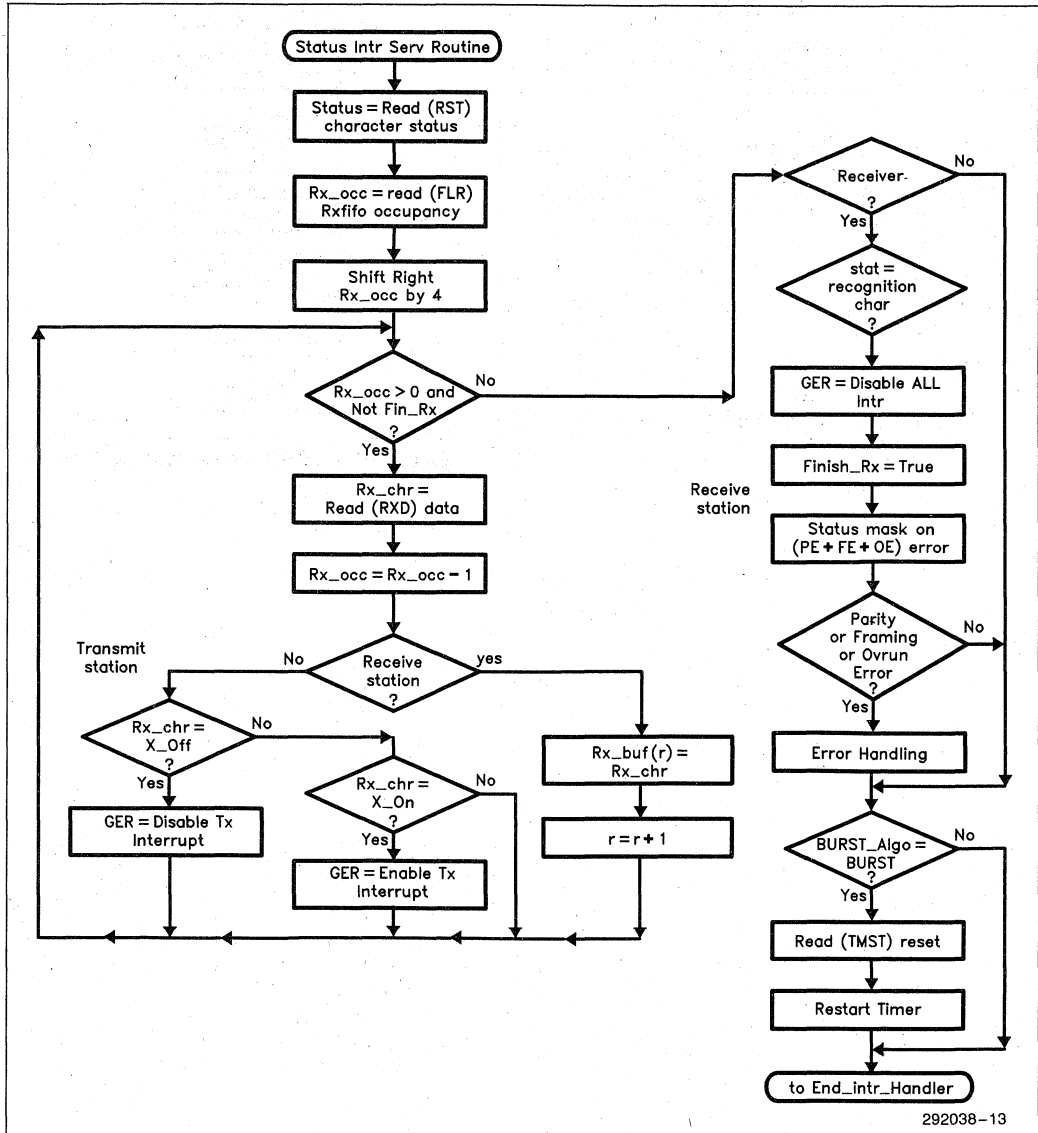 Status Intr Serv Routine
Status = Read (RST)
character status
Rx_occ = read (FLR)
Rxfifo occupancy
Shift Right
Rx_occ by 4
Rx_occ > 0 and
Not Fin_Rx
?
No
Yes
Rx_chr =
Read (RXD) data
Rx_occ = Rx_occ - 1
Transmit
station
No
Receive
station
?
yes
Rx_chr =
X_Off
?
No
Yes
GER = Disable Tx
Interrupt
Rx_chr =
X_On
?
No
Yes
GER = Enable Tx
Interrupt
Rx_buf(r) =
Rx_chr
r = r + 1
Receiver
?
No
Yes
stat =
recognition
char
?
GER = Disable ALL
Intr
Finish_Rx = True
Receive
station
Status mask on
(PE + FE + OE) error
Parity
or Framing
or Ovrun
Error
?
No
Yes
Error Handling
BURST_Algo =
BURST
?
No
Yes
Read (TMST) reset
Restart Timer
to End_intr_Handler
292038-13